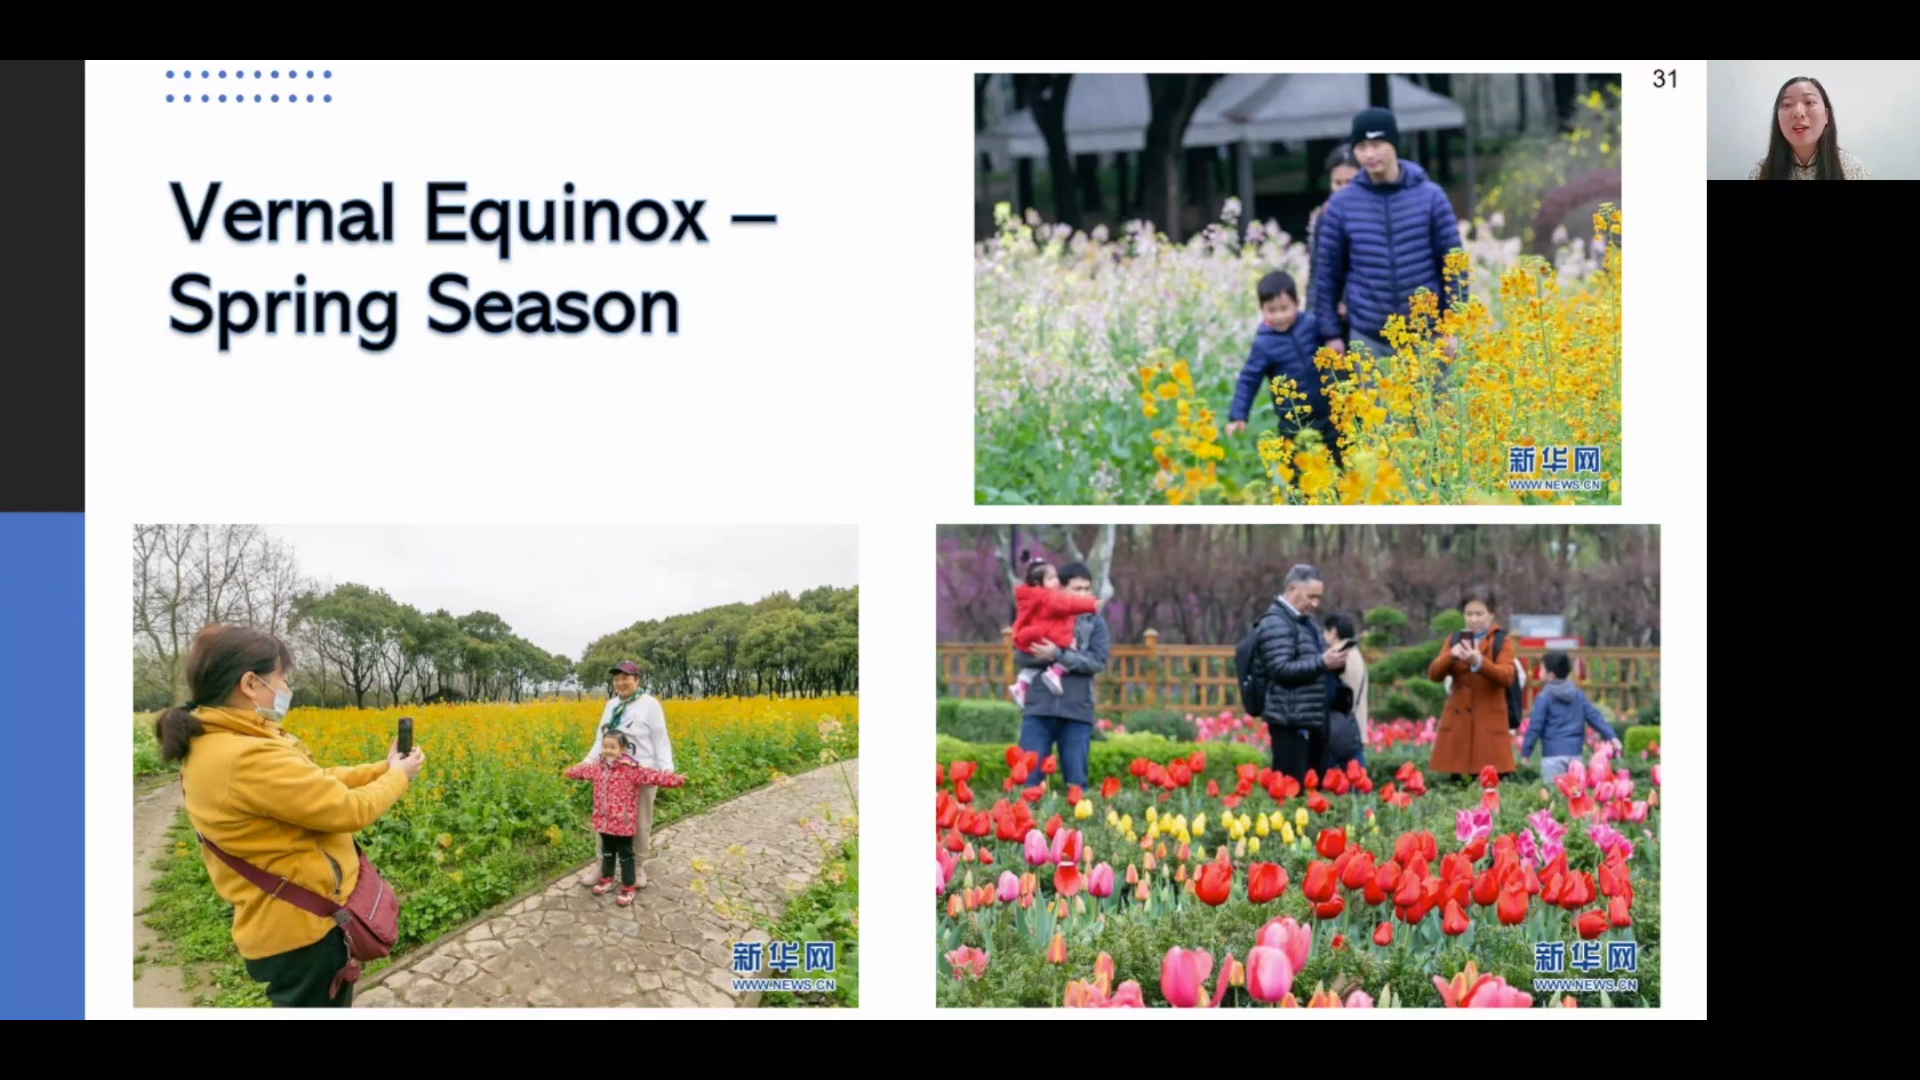 31
Vernal Equinox –
Spring Season
新华网
WWW.NEWS.CN
新华网
WWW.NEWS.CN
新华网
WWW.NEWS.CN